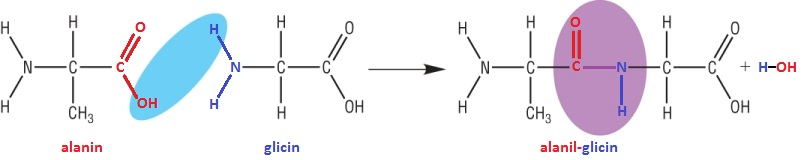 H H O H H O H H O H O
N C C N C C N C C N C C + H-OH
H CH₃ OH H H OH H CH₃ H H OH
alanin glicin alanil-glicin